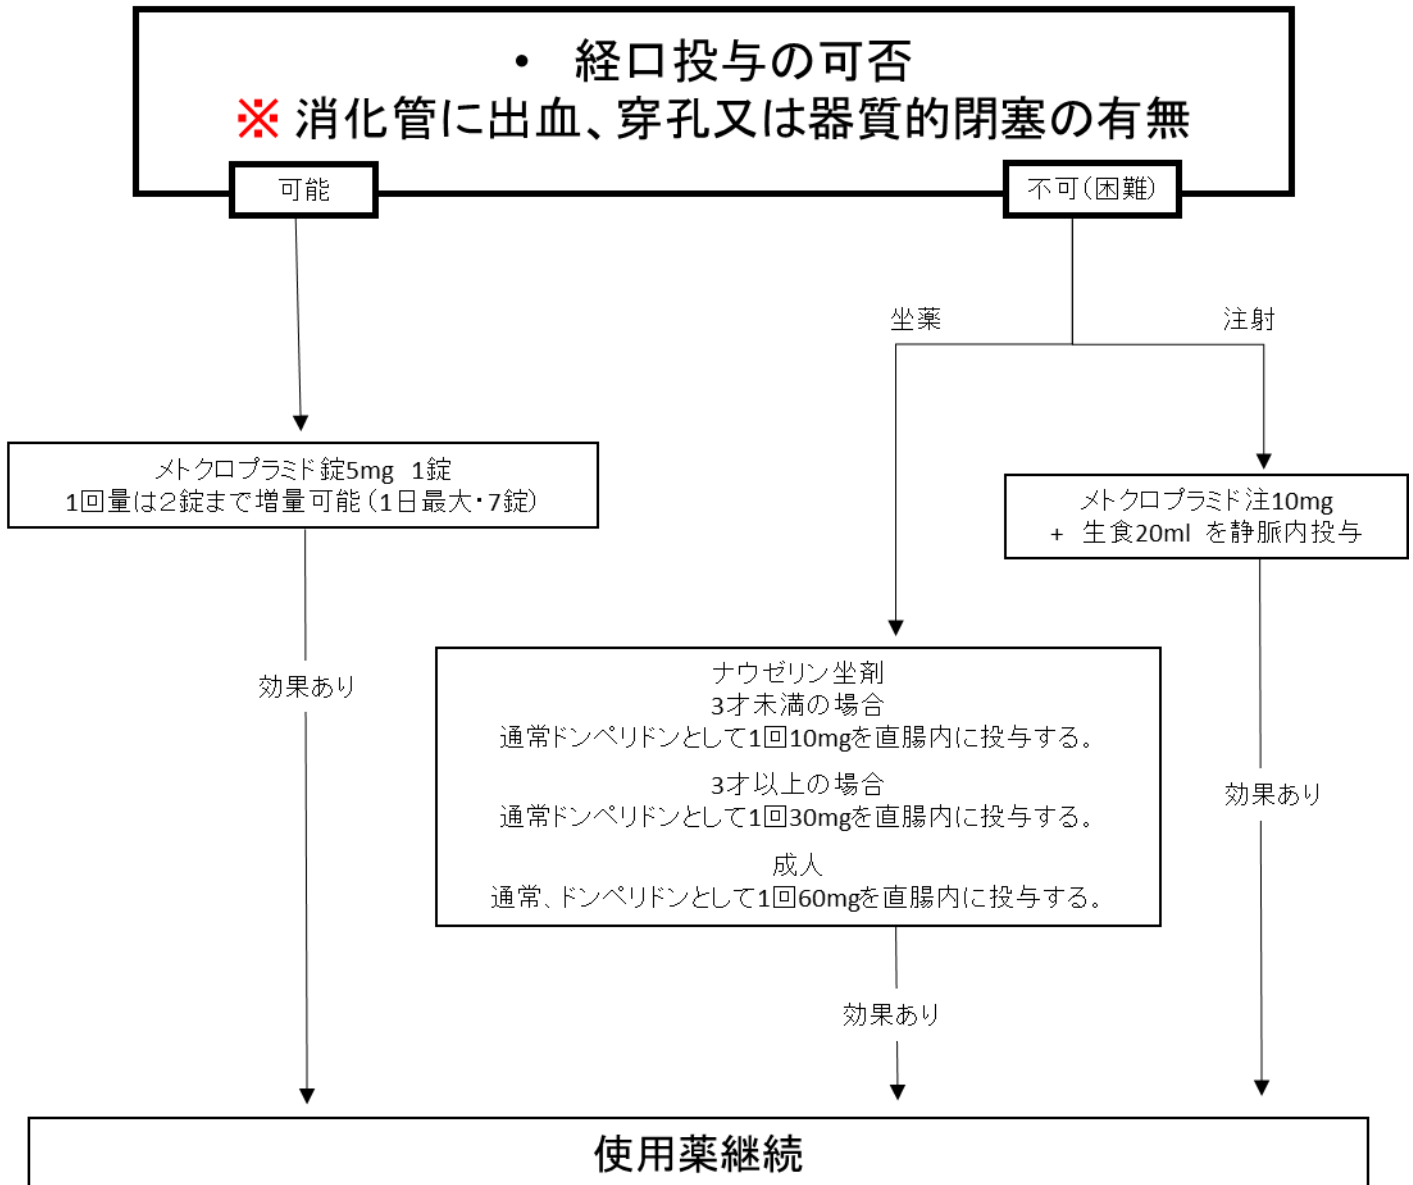 • 経口投与の可否
※ 消化管に出血、穿孔又は器質的閉塞の有無
可能
不可(困難)
坐薬
注射
メトクロプラミド錠5mg 1錠
1回量は２錠まで増量可能(1日最大・7錠)
メトクロプラミド注10mg
+ 生食20ml を静脈内投与
効果あり
ナウゼリン坐剤
3才未満の場合
通常ドンペリドンとして1回10mgを直腸内に投与する。
3才以上の場合
通常ドンペリドンとして1回30mgを直腸内に投与する。
成人
通常、ドンペリドンとして1回60mgを直腸内に投与する。
効果あり
効果あり
使用薬継続